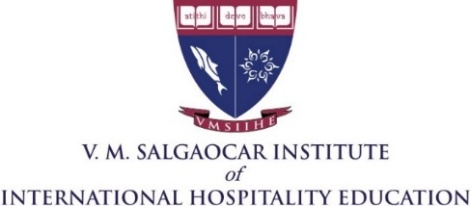 atithi devo bhava
VMSIIHE
V. M. SALGAOCAR INSTITUTE
of
INTERNATIONAL HOSPITALITY EDUCATION